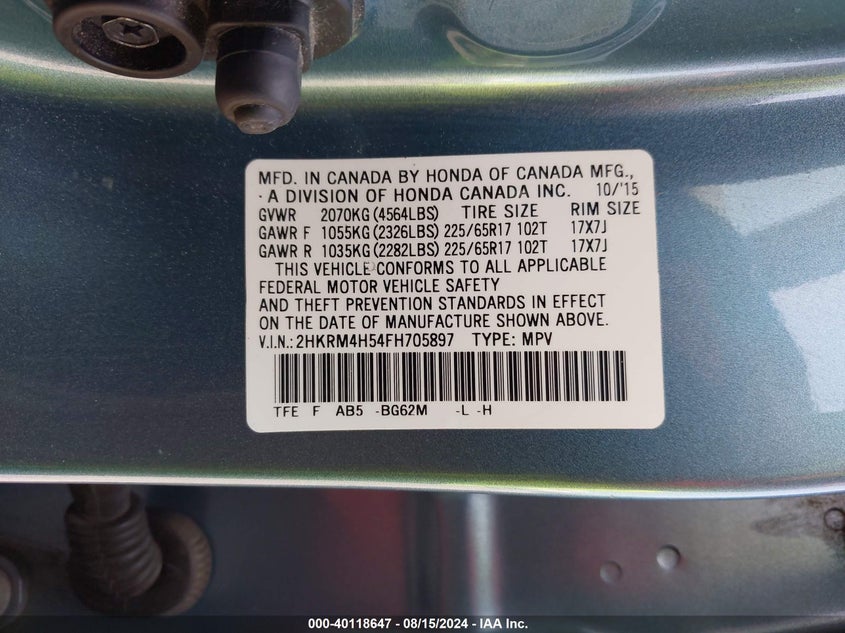 MFD. IN CANADA BY HONDA OF CANADA MFG.,
A DIVISION OF HONDA CANADA INC. 10/'15
GVWR 2070KG (4564LBS) TIRE SIZE RIM SIZE
GAWR F 1055KG (2326LBS) 225/65R17 102T 17X7J
GAWR R 1035KG (2282LBS) 225/65R17 102T 17X7J
THIS VEHICLE CONFORMS TO ALL APPLICABLE
FEDERAL MOTOR VEHICLE SAFETY
AND THEFT PREVENTION STANDARDS IN EFFECT
ON THE DATE OF MANUFACTURE SHOWN ABOVE.
V.I.N.: 2HKRM4H54FH705897 TYPE: MPV
TFE F AB5 -BG62M -L -H
000-40118647 - 08/15/2024 - IAA Inc.